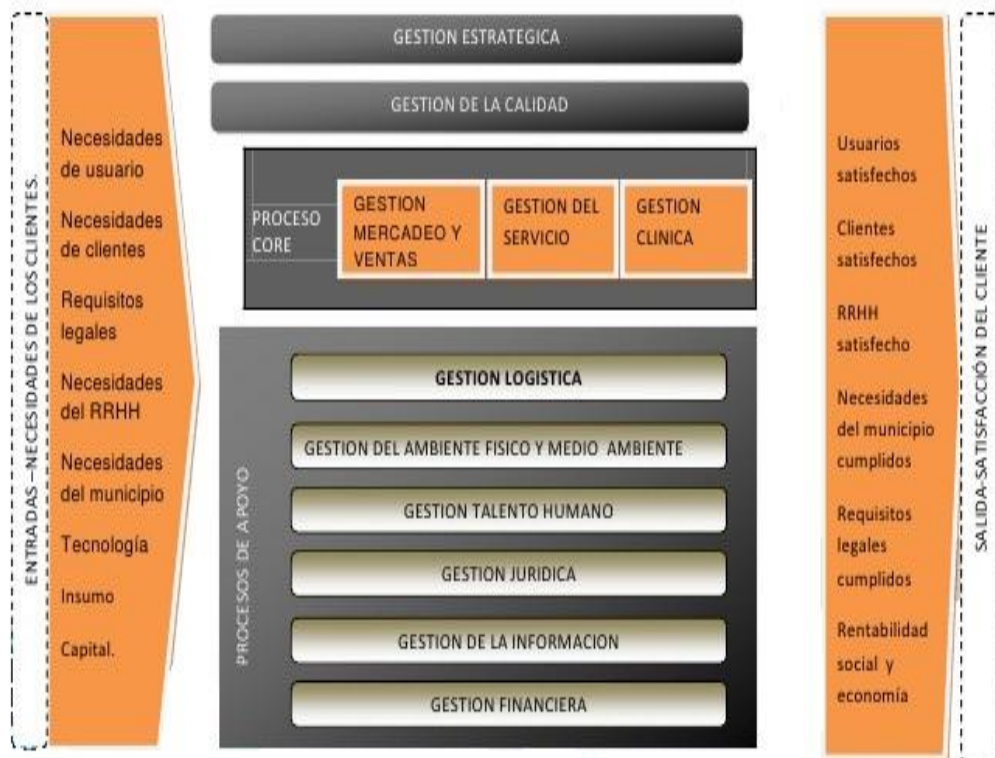 ENTRADAS –NECESIDADES DE LOS CLIENTES.
Necesidades
de usuario
Necesidades
de clientes
Requisitos
legales
Necesidades
del RRHH
Necesidades
del municipio
Tecnología
Insumo
Capital.
GESTION ESTRATEGICA
GESTION DE LA CALIDAD
PROCESO
CORE
GESTION
MERCADEO Y
VENTAS
GESTION DEL
SERVICIO
GESTION
CLINICA
PROCESOS DE APOYO
GESTION LOGISTICA
GESTION DEL AMBIENTE FISICO Y MEDIO AMBIENTE
GESTION TALENTO HUMANO
GESTION JURIDICA
GESTION DE LA INFORMACION
GESTION FINANCIERA
Usuarios
satisfechos
Clientes
satisfechos
RRHH
satisfecho
Necesidades
del municipio
cumplidos
Requisitos
legales
cumplidos
Rentabilidad
social y
economía
SALIDA-SATISFACCIÓN DEL CLIENTE